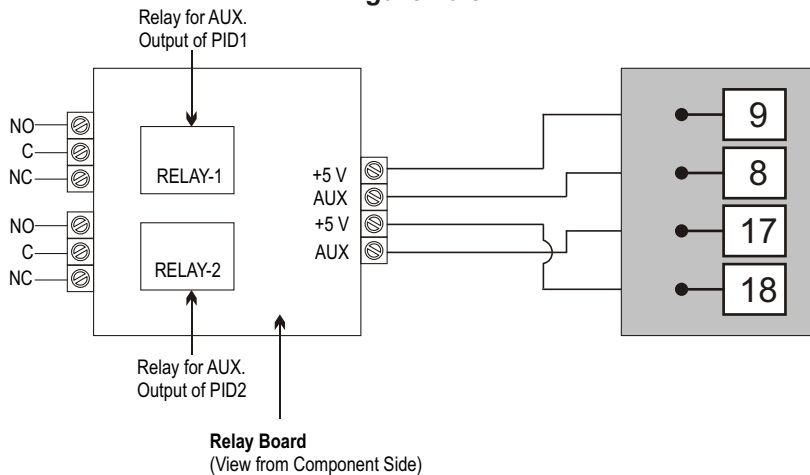 Relay for AUX.
Output of PID1
NO
C
NC
NO
C
NC
RELAY-1
RELAY-2
+5 V
AUX
+5 V
AUX
9
8
17
18
Relay for AUX.
Output of PID2
Relay Board
(View from Component Side)